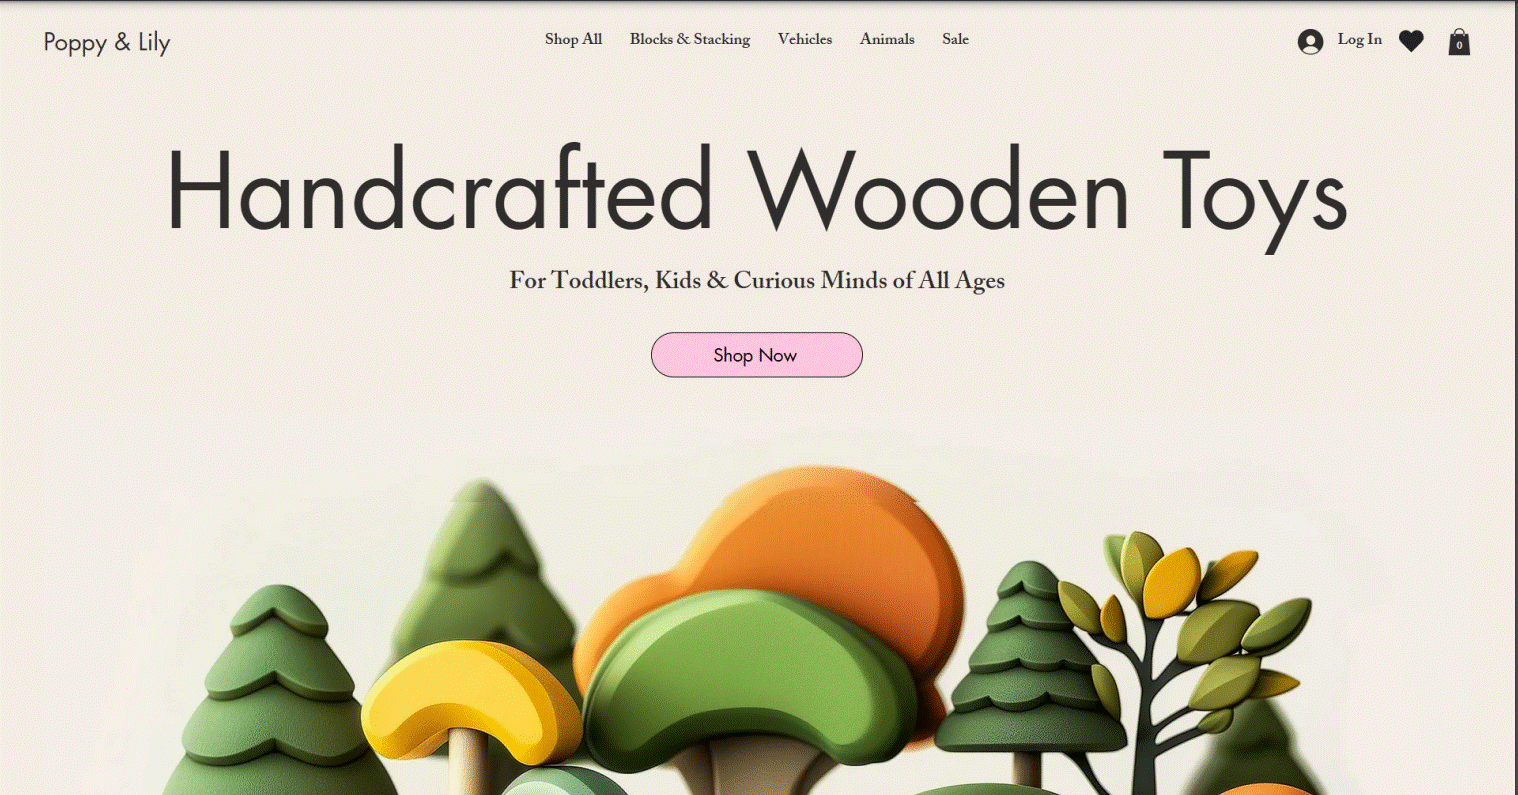 Poppy & Lily
Shop All Blocks & Stacking Vehicles Animals Sale
Log In
0
Handcrafted Wooden Toys
For Toddlers, Kids & Curious Minds of All Ages
Shop Now